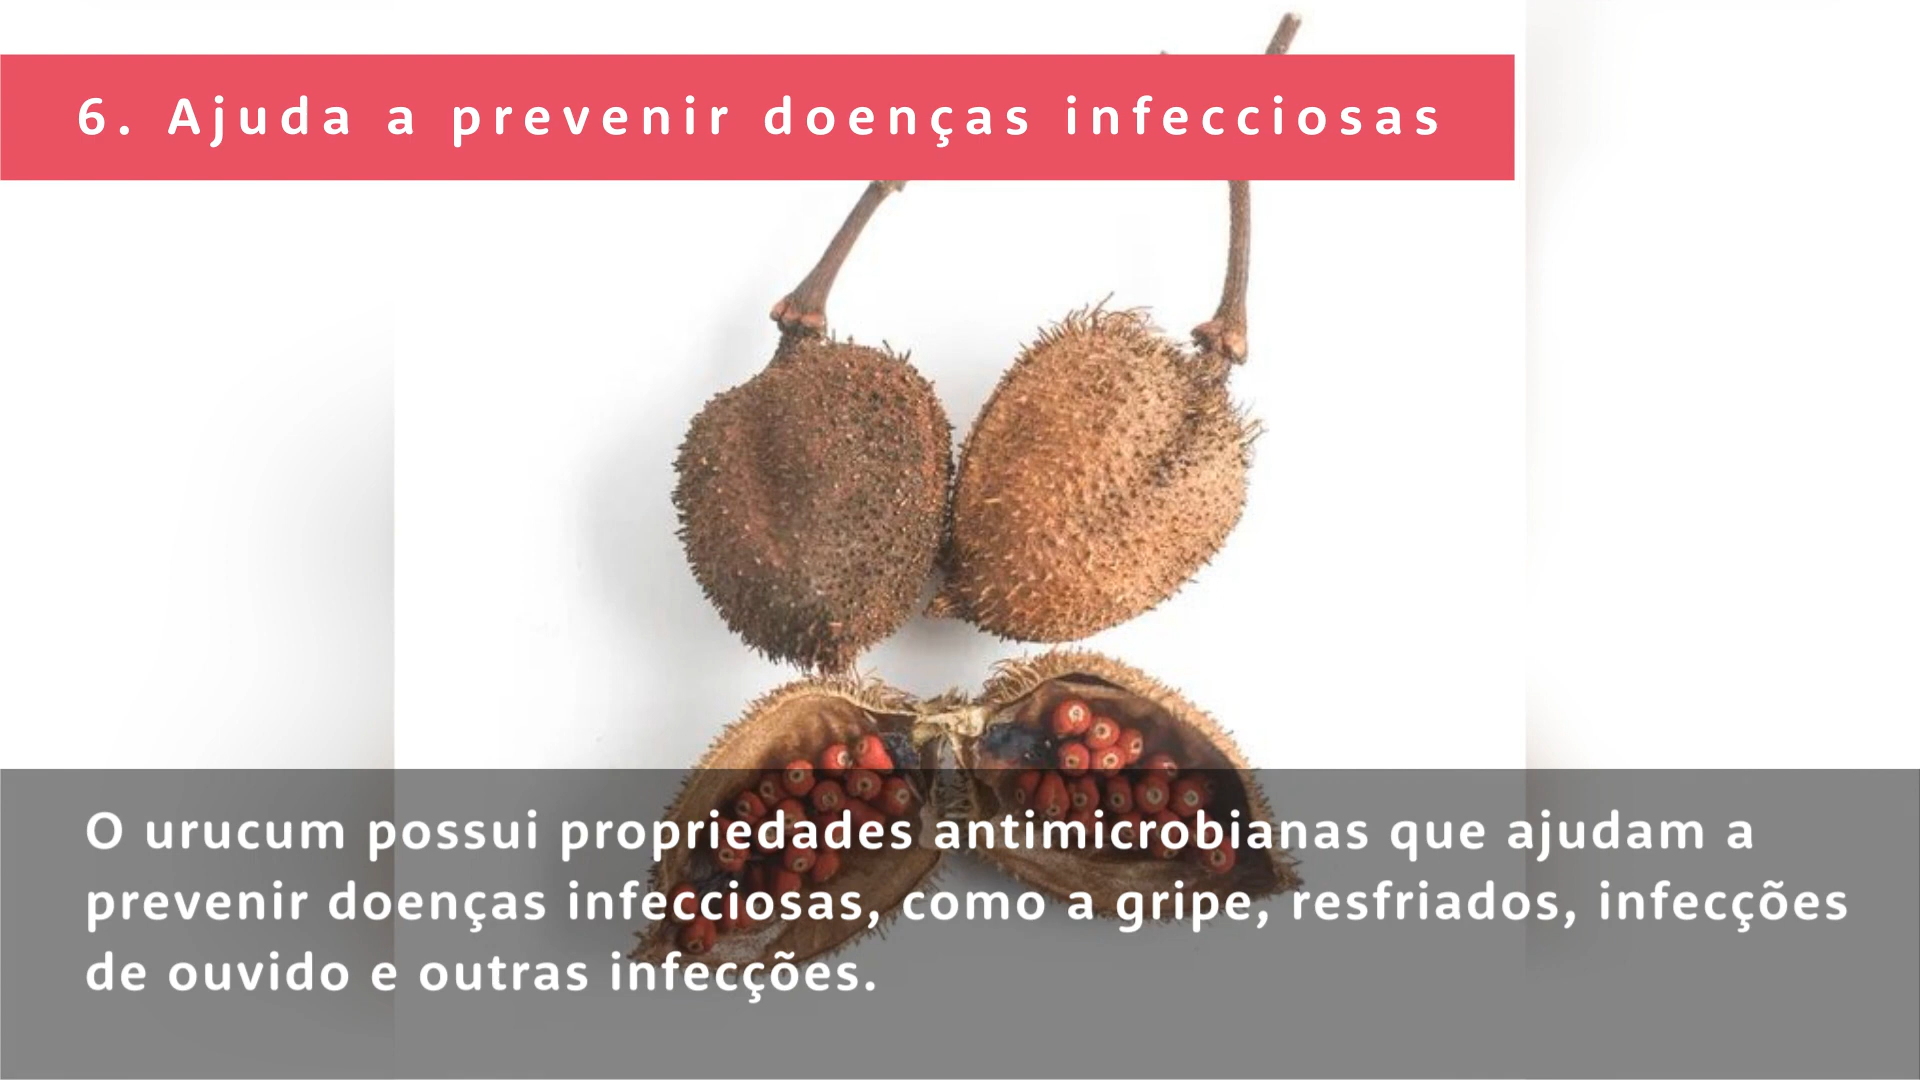 6. Ajuda a prevenir doenças infecciosas
O urucum possui propriedades antimicrobianas que ajudam a
prevenir doenças infecciosas, como a gripe, resfriados, infecções
de ouvido e outras infecções.